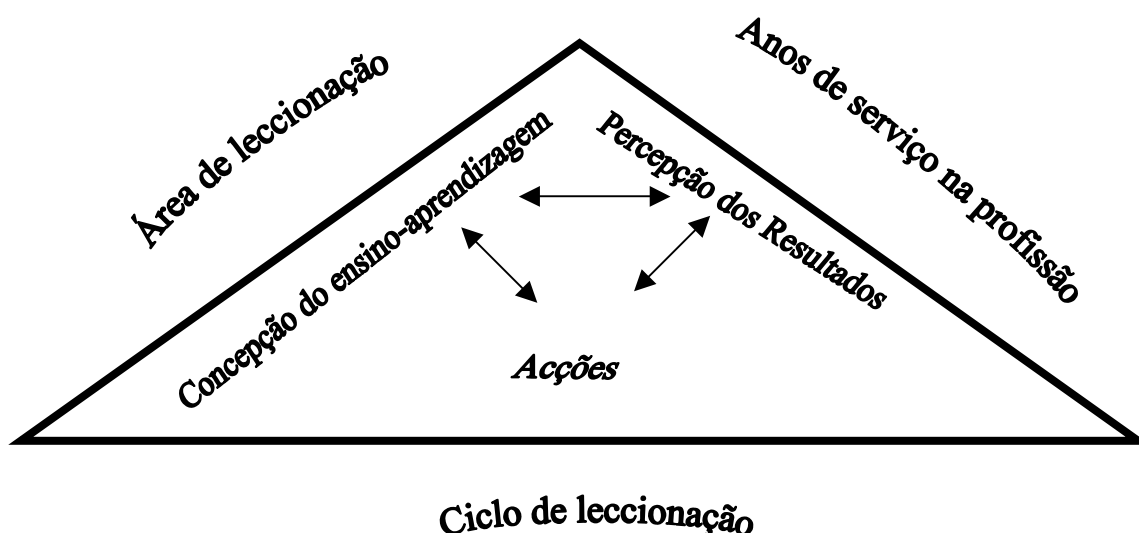 Área de leccionação
Anos de serviço na profissão
Concepção do ensino-aprendizagem
Percepção dos Resultados
Acções
Ciclo de leccionação